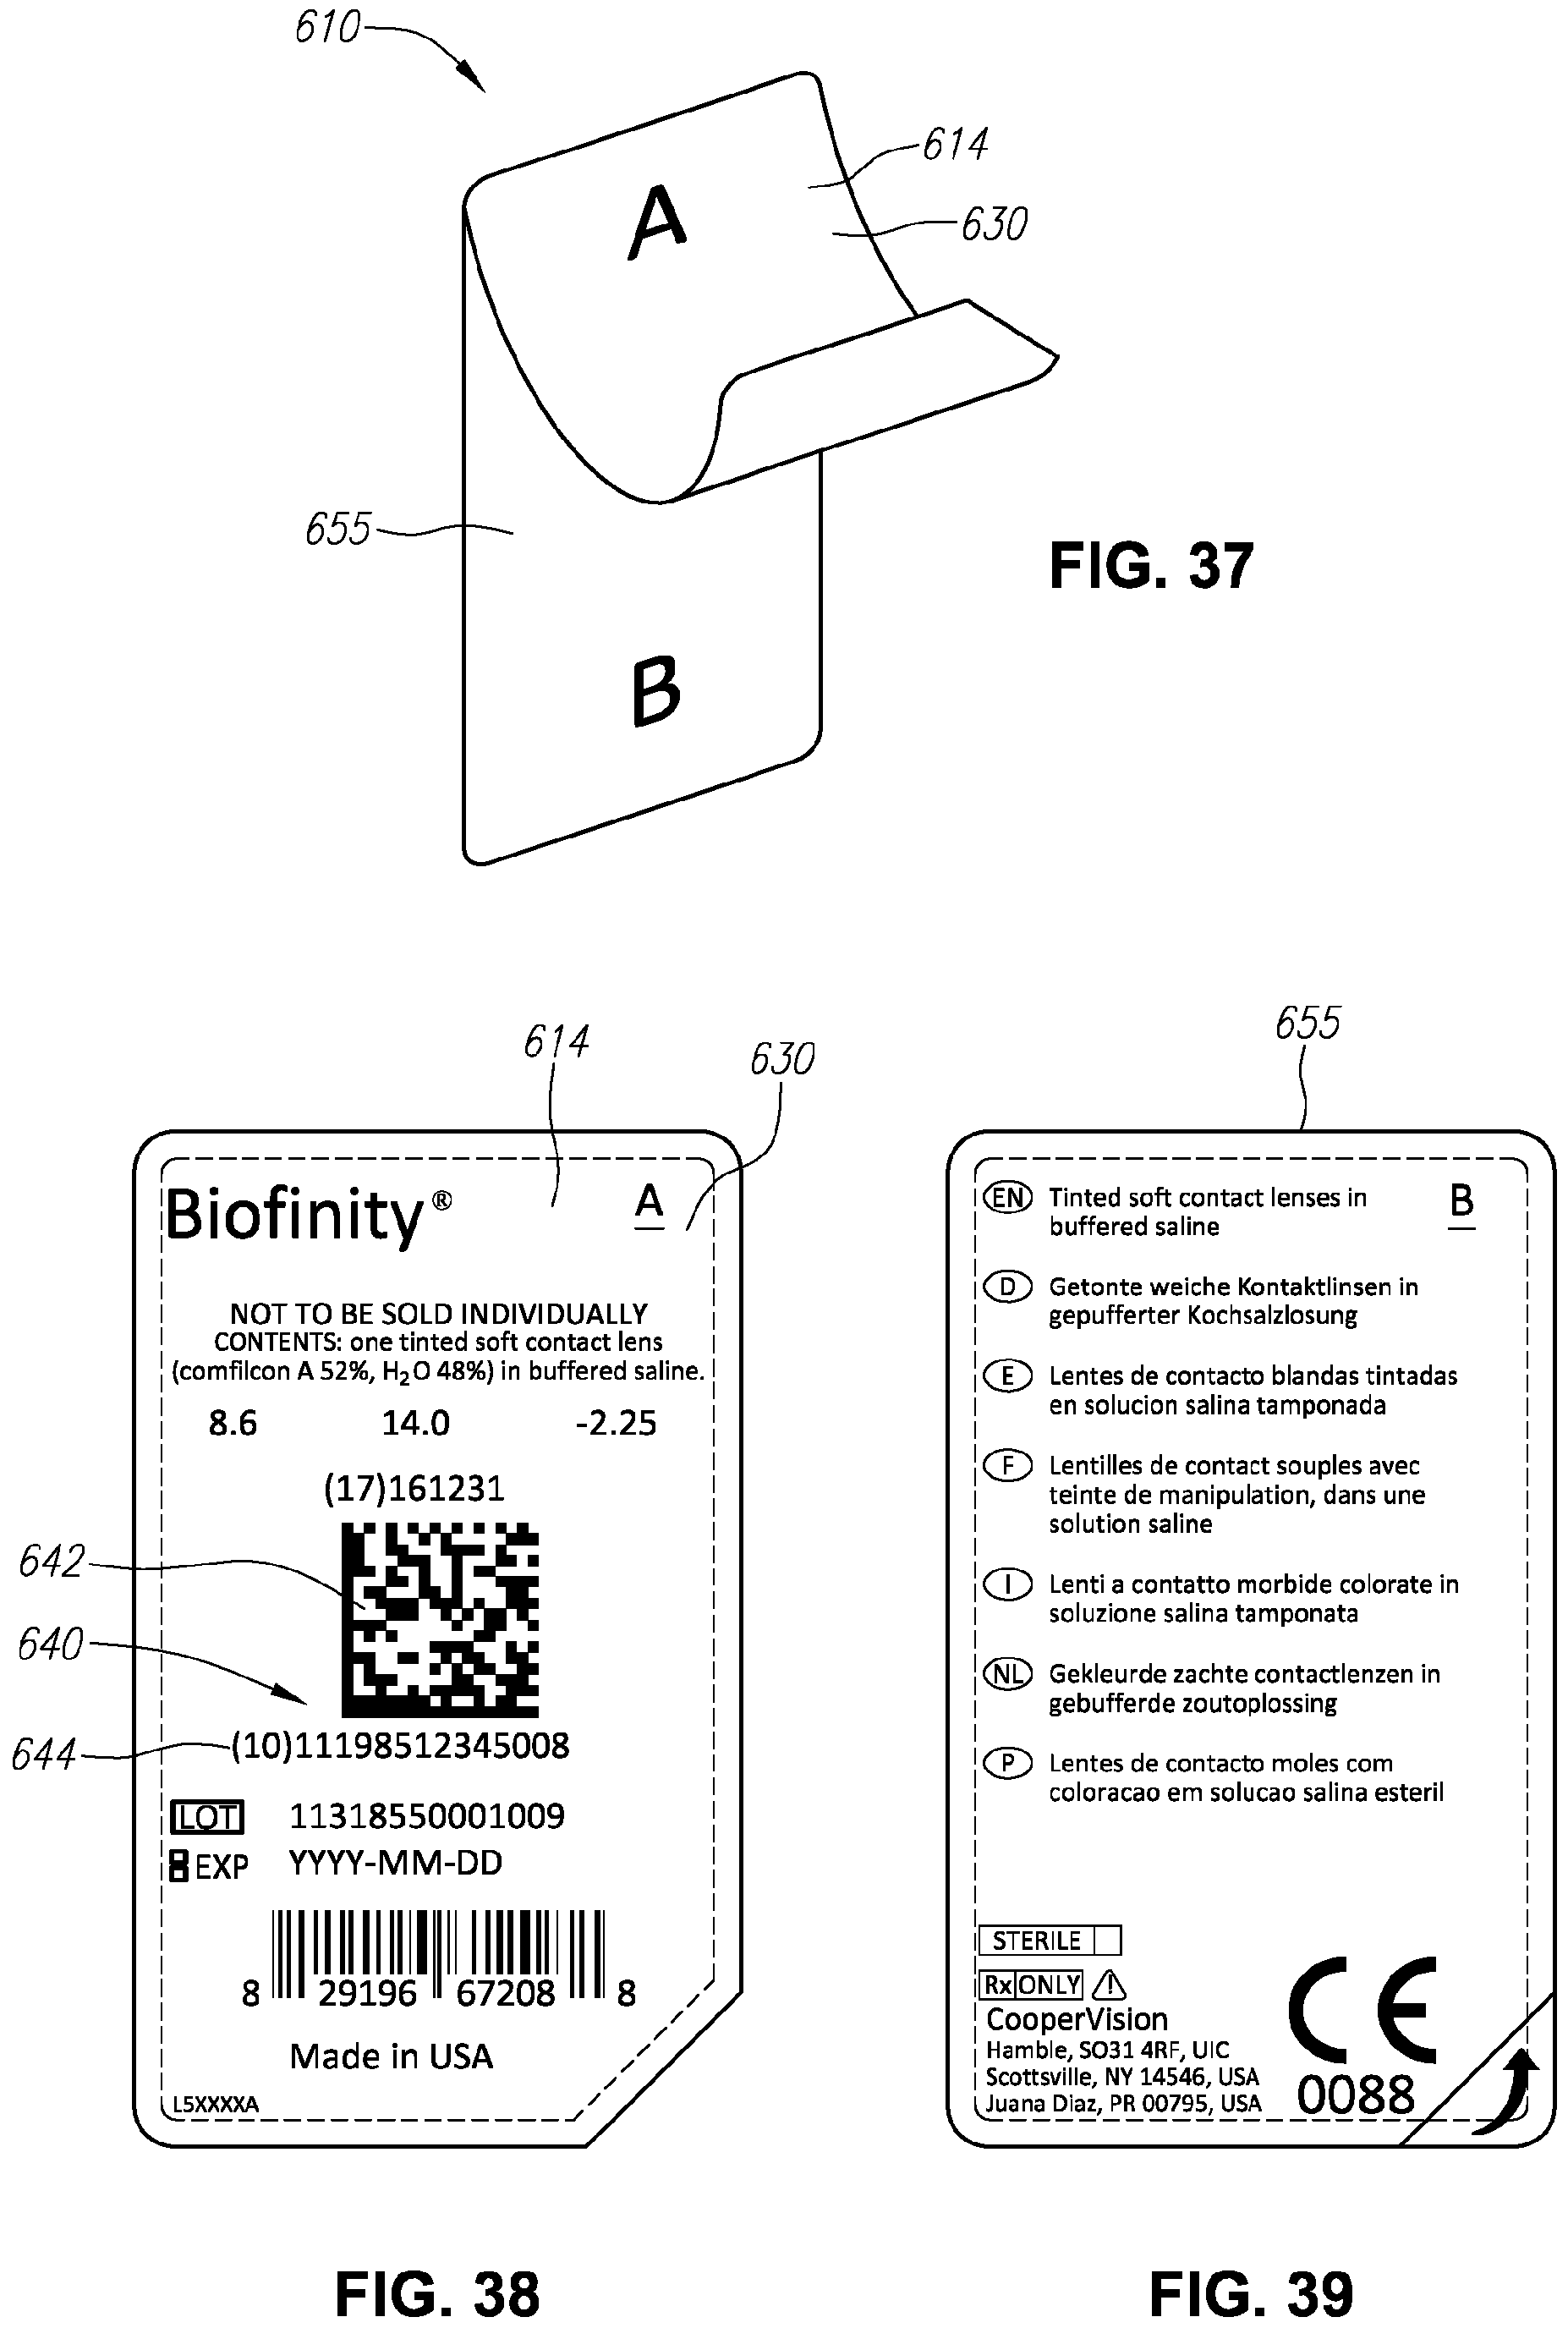 610
614
A
630
655
FIG. 37
B
614
630
Biofinity®
A
NOT TO BE SOLD INDIVIDUALLY
CONTENTS: one tinted soft contact lens
(comfilcon A 52%, H₂O 48%) in buffered saline.
8.6 14.0 -2.25
(17)161231
642
640
644
(10)11198512345008
LOT 11318550001009
EXP YYYY-MM-DD
8 29196 67208 8
Made in USA
L5XXXXA
FIG. 38
655
EN Tinted soft contact lenses in
buffered saline
B
D Getonte weiche Kontaktlinsen in
gepufferter Kochsalzlosung
E Lentes de contacto blandas tintadas
en solucion salina tamponada
F Lentilles de contact souples avec
teinte de manipulation, dans une
solution saline
I Lenti a contatto morbide colorate in
soluzione salina tamponata
NL Gekleurde zachte contactlenzen in
gebufferde zoutoplossing
P Lentes de contacto moles com
coloracao em solucao salina esteril
STERILE
Rx ONLY
CooperVision
Hamble, SO31 4RF, UIC
Scottsville, NY 14546, USA
Juana Diaz, PR 00795, USA
CE
0088
FIG. 39